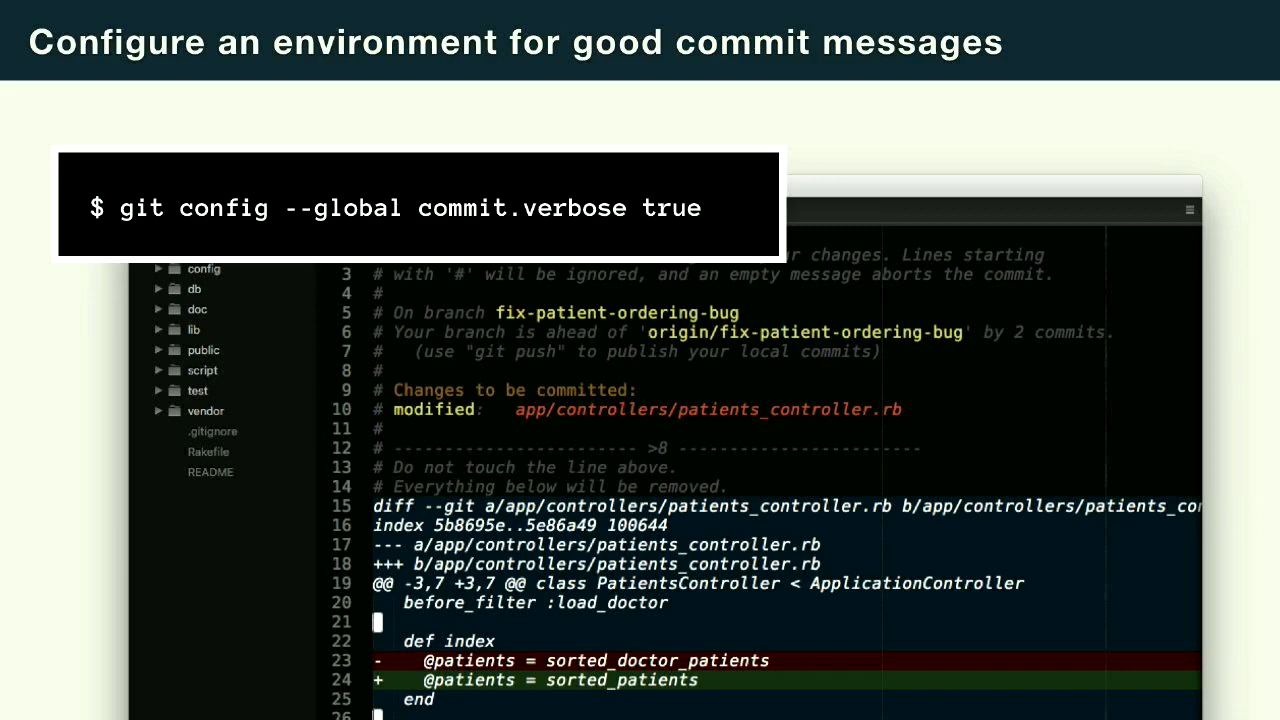 Configure an environment for good commit messages
$ git config --global commit.verbose true
config
db
doc
lib
public
script
test
vendor
.gitignore
Rakefile
README
changes. Lines starting
3 # with '#' will be ignored, and an empty message aborts the commit.
4 #
5 # On branch fix-patient-ordering-bug
6 # Your branch is ahead of 'origin/fix-patient-ordering-bug' by 2 commits.
7 #   (use "git push" to publish your local commits)
8 #
9 # Changes to be committed:
10 # modified:   app/controllers/patients_controller.rb
11 #
12 # ------------------------ >8 ------------------------
13 # Do not touch the line above.
14 # Everything below will be removed.
15 diff --git a/app/controllers/patients_controller.rb b/app/controllers/patients_co
16 index 5b8695e..5e86a49 100644
17 --- a/app/controllers/patients_controller.rb
18 +++ b/app/controllers/patients_controller.rb
19 @@ -3,7 +3,7 @@ class PatientsController < ApplicationController
20    before_filter :load_doctor
21
22    def index
23 -    @patients = sorted_doctor_patients
24 +    @patients = sorted_patients
25    end
26